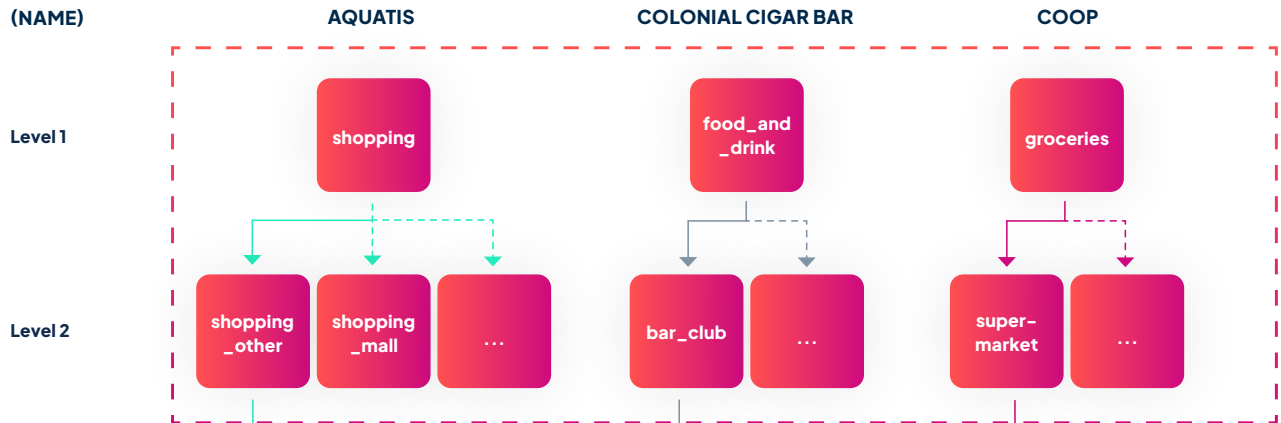 (NAME) AQUATIS COLONIAL CIGAR BAR COOP
Level 1
shopping
food_and
_drink
groceries
Level 2
shopping
_other
shopping
_mall
...
bar_club
...
super-
market
...